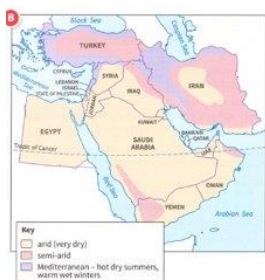 B
Black Sea
Caspian Sea
TURKEY
Mediterranean Sea
CYPRUS
LEBANON
ISRAEL
STATE OF PALESTINE
SYRIA
JORDAN
IRAQ
IRAN
KUWAIT
EGYPT
BAHRAIN
QATAR
Tropic of Cancer
SAUDI
ARABIA
UAE
OMAN
Red Sea
YEMEN
Arabian Sea
Key
arid (very dry)
semi-arid
Mediterranean – hot dry summers,
warm wet winters